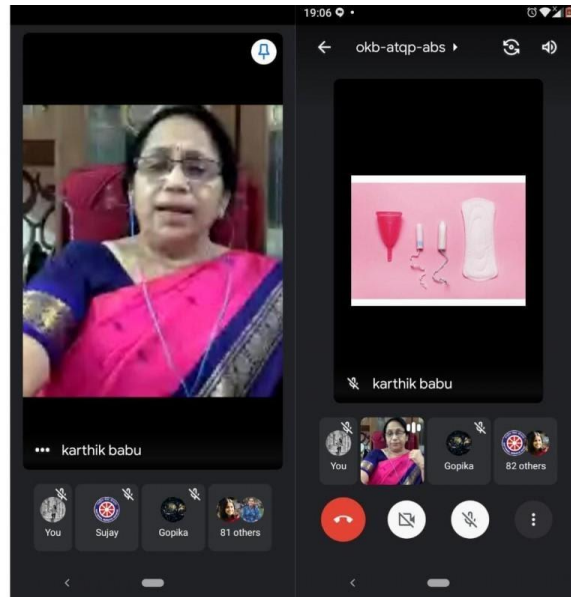 karthik babu
You
Sujay
Gopika
81 others
19:06
okb-atqp-abs
karthik babu
You
Gopika
82 others